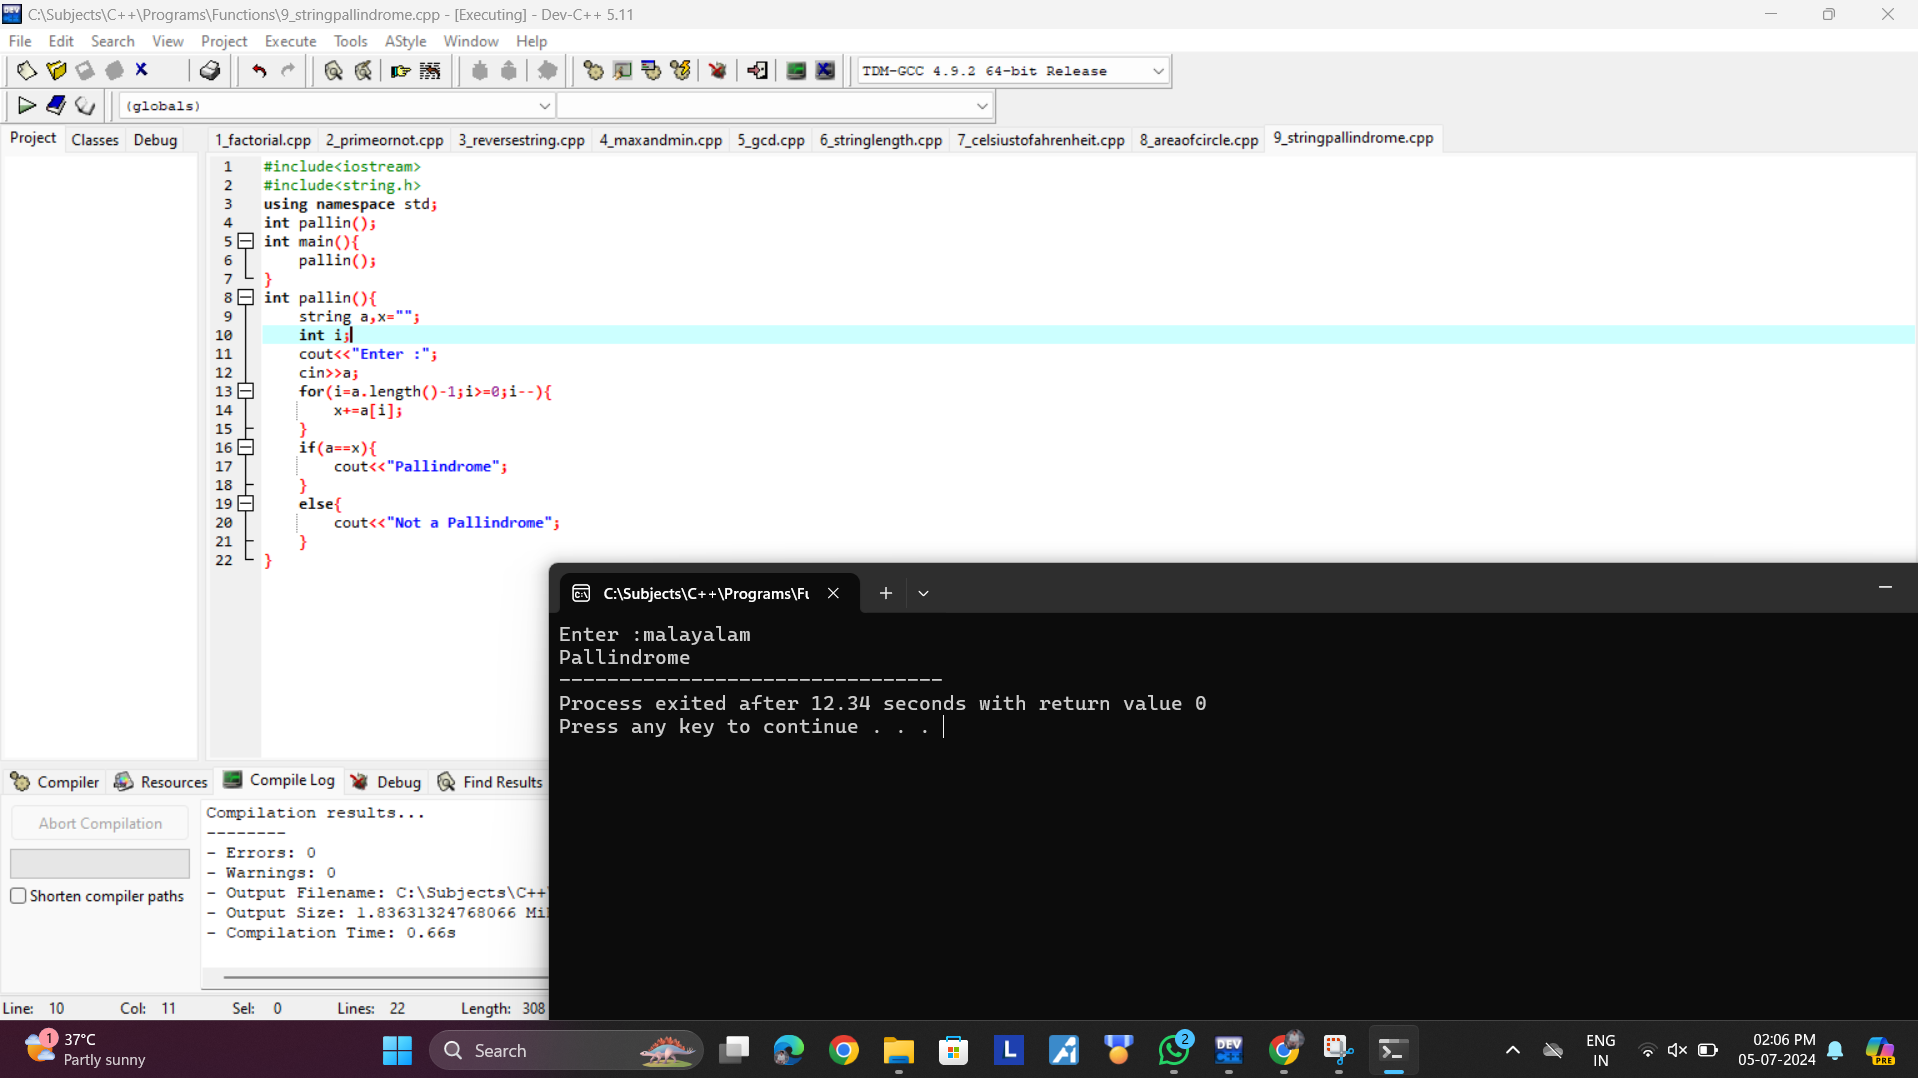 C:\Subjects\C++\Programs\Functions\9_stringpallindrome.cpp - [Executing] - Dev-C++ 5.11
File Edit Search View Project Execute Tools AStyle Window Help
TDM-GCC 4.9.2 64-bit Release
(globals)
Project Classes Debug 1_factorial.cpp 2_primeornot.cpp 3_reversestring.cpp 4_maxandmin.cpp 5_gcd.cpp 6_stringlength.cpp 7_celsiustofahrenheit.cpp 8_areaofcircle.cpp 9_stringpallindrome.cpp
1 #include<iostream>
2 #include<string.h>
3 using namespace std;
4 int pallin();
5 int main(){
6 pallin();
7 }
8 int pallin(){
9 string a,x="";
10 int i;
11 cout<<"Enter :";
12 cin>>a;
13 for(i=a.length()-1;i>=0;i--){
14 x+=a[i];
15 }
16 if(a==x){
17 cout<<"Pallindrome";
18 }
19 else{
20 cout<<"Not a Pallindrome";
21 }
22 }
C:\Subjects\C++\Programs\Fu
Enter :malayalam
Pallindrome
--------------------------------
Process exited after 12.34 seconds with return value 0
Press any key to continue . . .
Compiler Resources Compile Log Debug Find Results
Abort Compilation
Shorten compiler paths
Compilation results...
--------
- Errors: 0
- Warnings: 0
- Output Filename: C:\Subjects\C++
- Output Size: 1.83631324768066 Mi
- Compilation Time: 0.66s
Line: 10 Col: 11 Sel: 0 Lines: 22 Length: 308
1
37°C
Partly sunny
Search
L
2
DEV
C++
ENG
IN
02:06 PM
05-07-2024
PRE